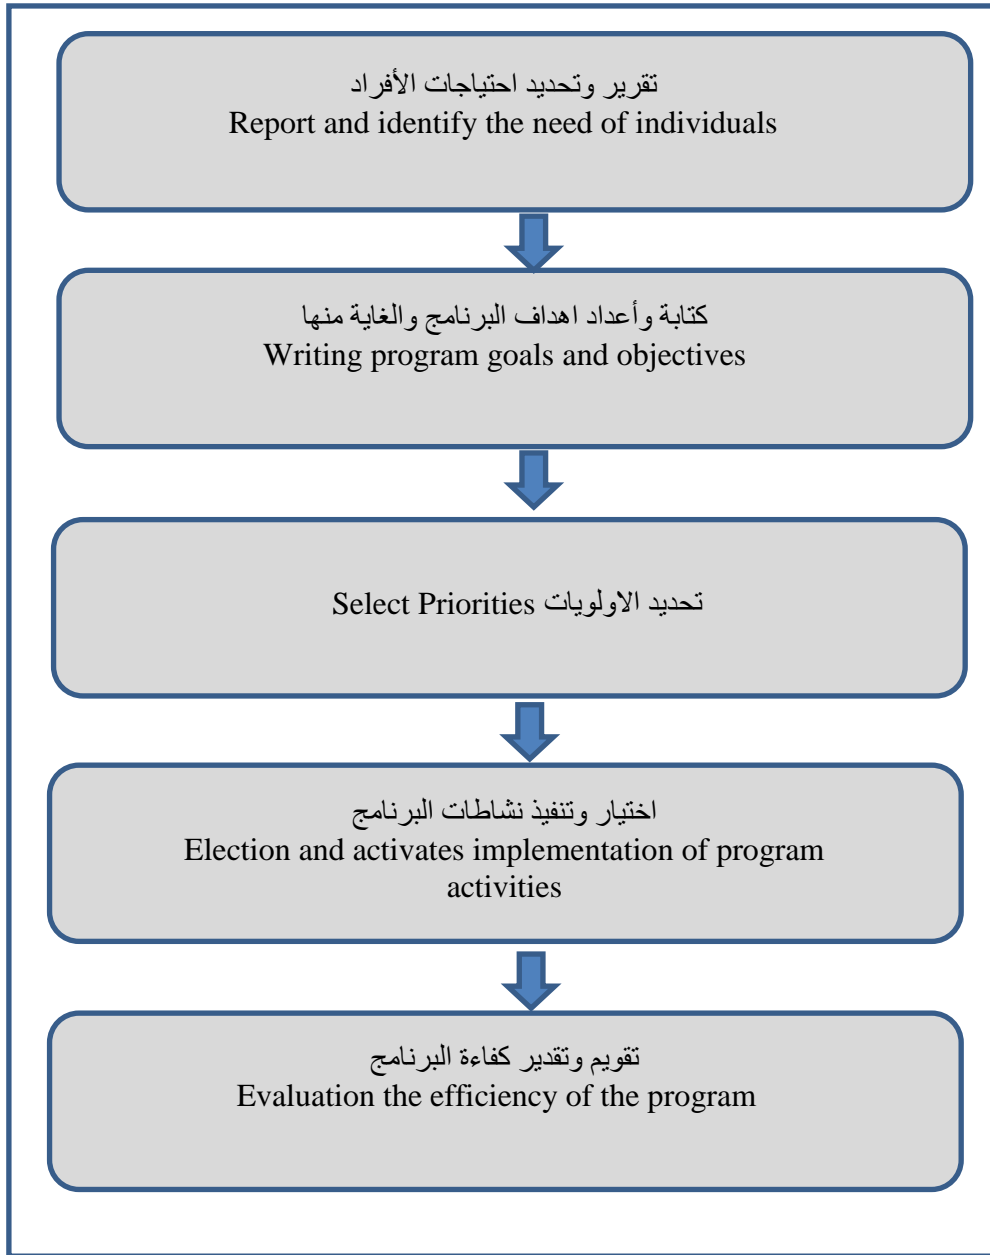 تقرير وتحديد احتياجات الأفراد
Report and identify the need of individuals
كتابة وأعداد اهداف البرنامج والغاية منها
Writing program goals and objectives
تحديد الاولويات Select Priorities
اختيار وتنفيذ نشاطات البرنامج
Election and activates implementation of program
activities
تقويم وتقدير كفاءة البرنامج
Evaluation the efficiency of the program